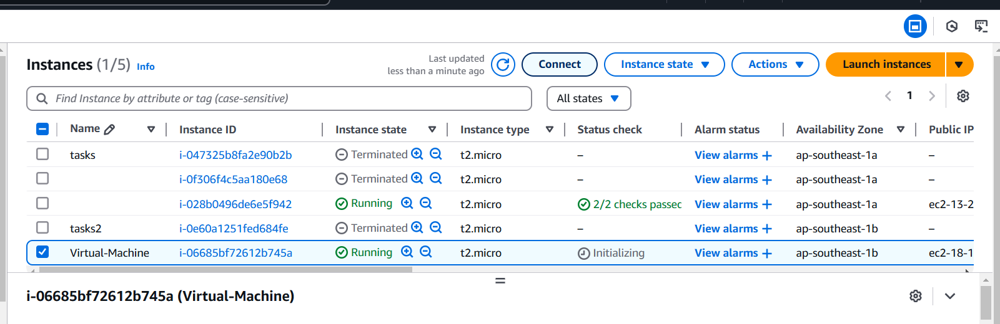 Instances (1/5) Info
Last updated
less than a minute ago
Connect
Instance state
Actions
Launch instances
Find Instance by attribute or tag (case-sensitive)
All states
1
Name Instance ID Instance state Instance type Status check Alarm status Availability Zone Public IP
tasks i-047325b8fa2e90b2b Terminated t2.micro – View alarms + ap-southeast-1a –
i-0f306f4c5aa180e68 Terminated t2.micro – View alarms + ap-southeast-1a –
i-028b0496de6e5f942 Running t2.micro 2/2 checks passed View alarms + ap-southeast-1a ec2-13-2
tasks2 i-0e60a1251fed684fe Terminated t2.micro – View alarms + ap-southeast-1b –
Virtual-Machine i-06685bf72612b745a Running t2.micro Initializing View alarms + ap-southeast-1b ec2-18-1
i-06685bf72612b745a (Virtual-Machine)